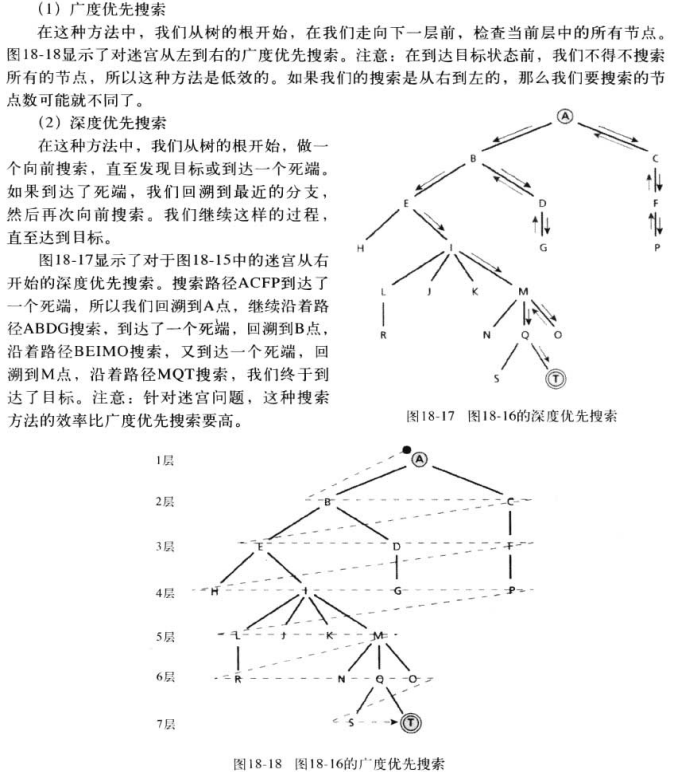 （1）广度优先搜索
在这种方法中，我们从树的根开始，在我们走向下一层前，检查当前层中的所有节点。
图18-18显示了对迷宫从左到右的广度优先搜索。注意：在到达目标状态前，我们不得不搜索
所有的节点，所以这种方法是低效的。如果我们的搜索是从右到左的，那么我们要搜索的节
点数可能就不同了。
（2）深度优先搜索
在这种方法中，我们从树的根开始，做一
个向前搜索，直至发现目标或到达一个死端。
如果到达了死端，我们回溯到最近的分支，
然后再次向前搜索。我们继续这样的过程，
直至达到目标。
图18-17显示了对于图18-15中的迷宫从右
开始的深度优先搜索。搜索路径ACFP到达了
一个死端，所以我们回溯到A点，继续沿着路
径ABDG搜索，到达了一个死端，回溯到B点，
沿着路径BEIMO搜索，又到达一个死端，回
溯到M点，沿着路径MQT搜索，我们终于到
达了目标。注意：针对迷宫问题，这种搜索
方法的效率比广度优先搜索要高。
A
B C
E D F
H I G P
L J K M
R N Q O
S T
图18-17 图18-16的深度优先搜索
1层 A
2层 B C
3层 E D F
4层 H I G P
5层 L J K M
6层 R N Q O
7层 S T
图18-18 图18-16的广度优先搜索